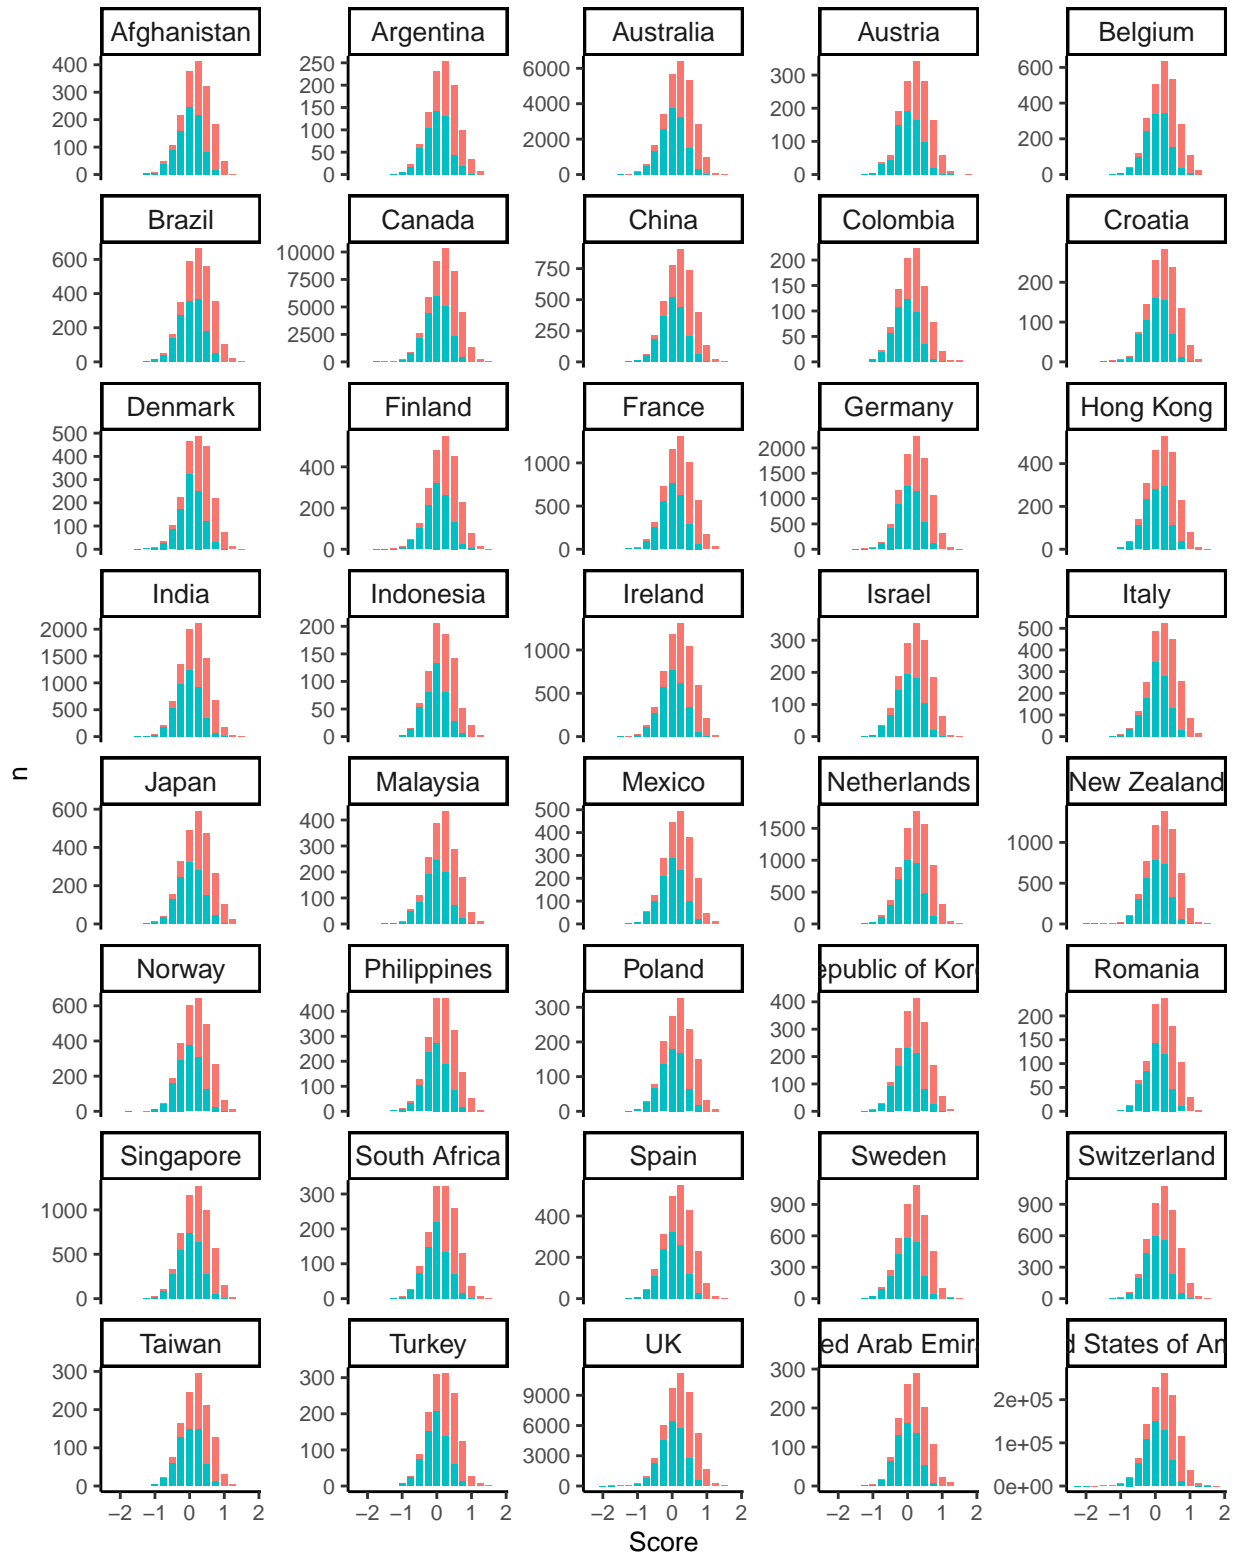 Afghanistan Argentina Australia Austria Belgium
400 300 200 100 0
250 200 150 100 50 0
6000 4000 2000 0
300 200 100 0
600 400 200 0
Brazil Canada China Colombia Croatia
600 400 200 0
10000 7500 5000 2500 0
750 500 250 0
200 150 100 50 0
200 100 0
Denmark Finland France Germany Hong Kong
500 400 300 200 100 0
400 200 0
1000 500 0
2000 1500 1000 500 0
400 200 0
India Indonesia Ireland Israel Italy
2000 1500 1000 500 0
200 150 100 50 0
1000 500 0
300 200 100 0
500 400 300 200 100 0
n
Japan Malaysia Mexico Netherlands New Zealand
600 400 200 0
400 300 200 100 0
500 400 300 200 100 0
1500 1000 500 0
1000 500 0
Norway Philippines Poland epublic of Kor Romania
600 400 200 0
400 300 200 100 0
300 200 100 0
400 300 200 100 0
200 150 100 50 0
Singapore South Africa Spain Sweden Switzerland
1000 500 0
300 200 100 0
400 200 0
900 600 300 0
900 600 300 0
Taiwan Turkey UK ed Arab Emir d States of Am
300 200 100 0
300 200 100 0
9000 6000 3000 0
300 200 100 0
2e+05 1e+05 0e+00
−2 −1 0 1 2 −2 −1 0 1 2 −2 −1 0 1 2 −2 −1 0 1 2 −2 −1 0 1 2
Score